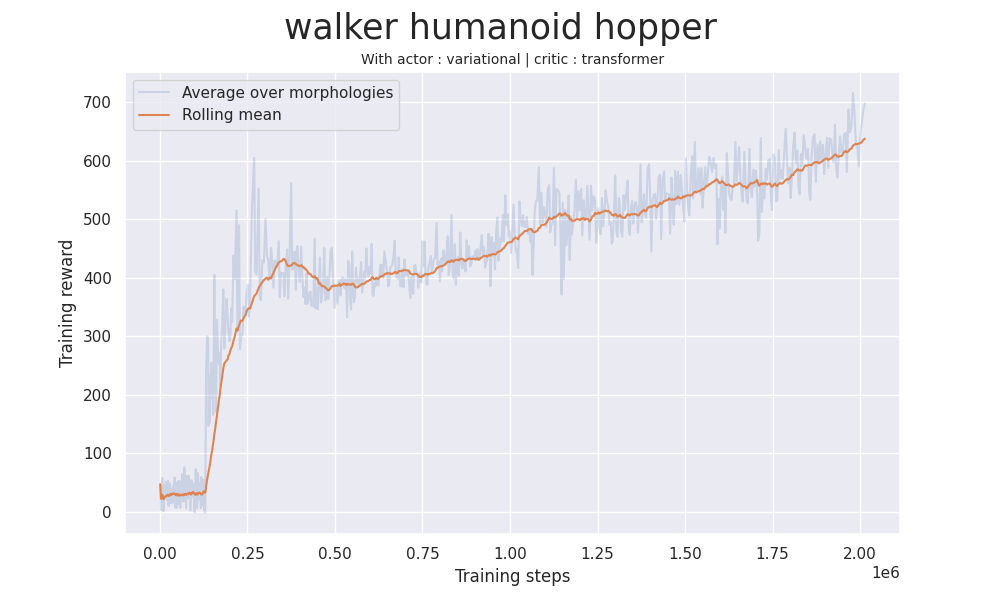 walker humanoid hopper
With actor : variational | critic : transformer
Average over morphologies
Rolling mean
Training reward
700
600
500
400
300
200
100
0
0.00 0.25 0.50 0.75 1.00 1.25 1.50 1.75 2.00
1e6
Training steps